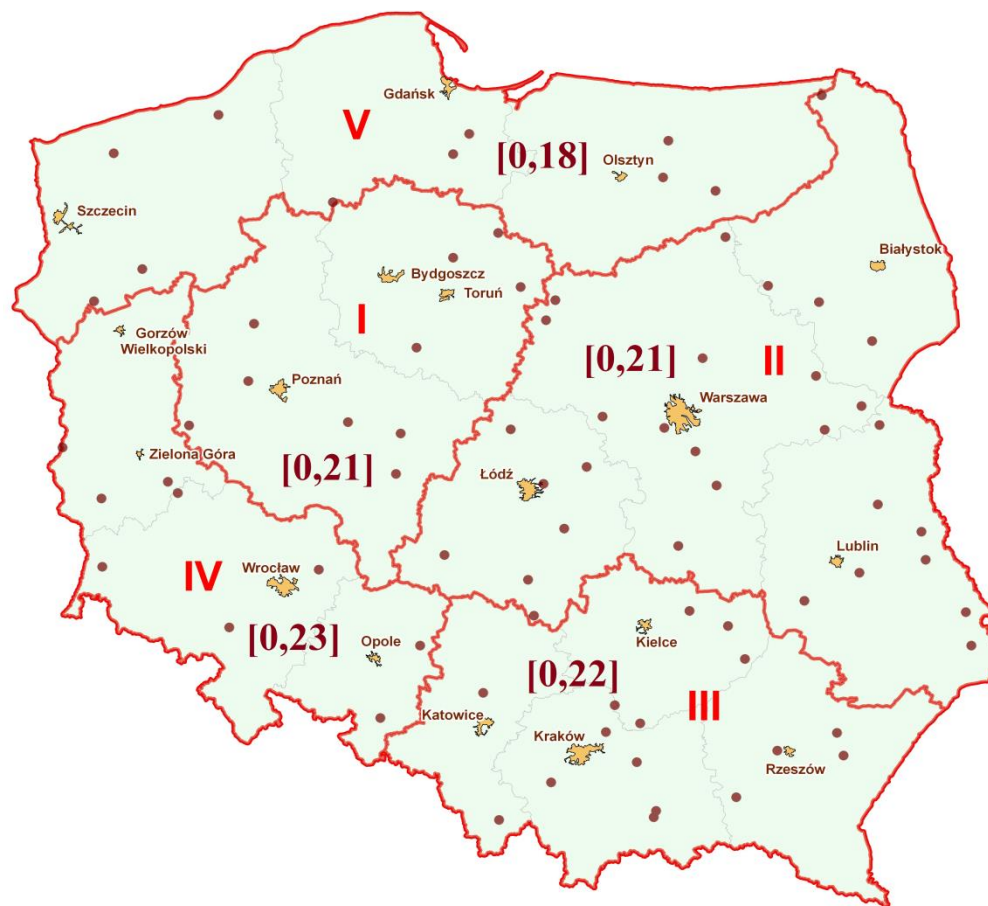 Gdańsk
V
[0,18]
Olsztyn
Szczecin
Białystok
Bydgoszcz
Toruń
I
Gorzów
Wielkopolski
[0,21]
II
Poznań
Warszawa
Zielona Góra
[0,21]
Łódź
Lublin
IV
Wrocław
[0,23]
Opole
Kielce
[0,22]
III
Katowice
Kraków
Rzeszów